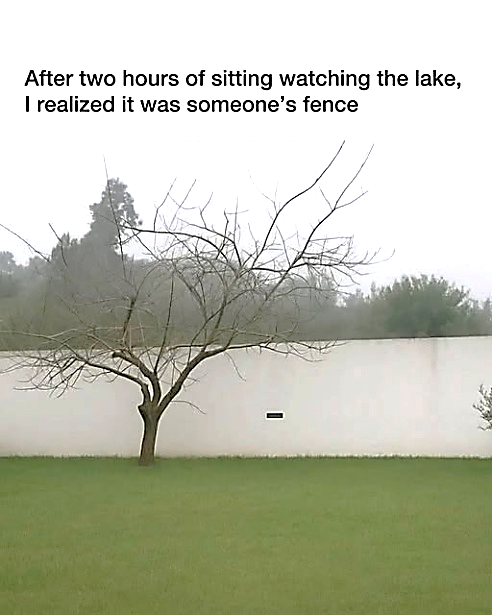 After two hours of sitting watching the lake,
I realized it was someone’s fence